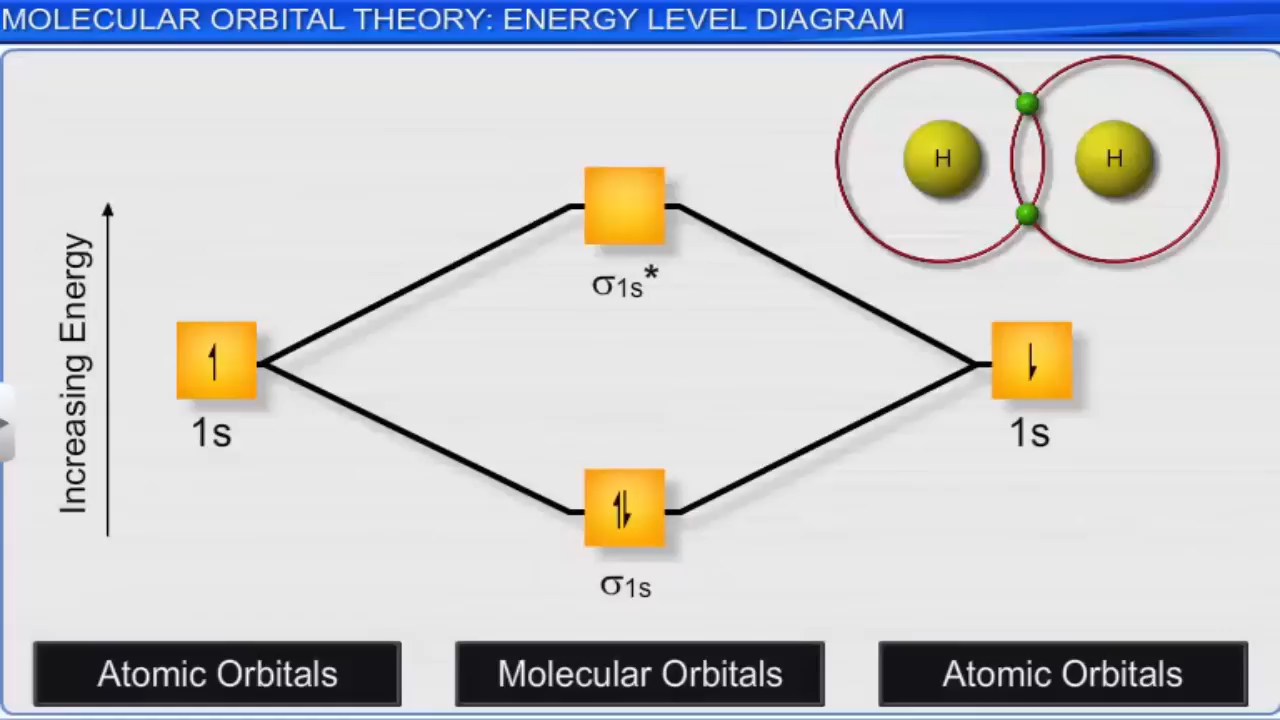 MOLECULAR ORBITAL THEORY: ENERGY LEVEL DIAGRAM
H H
σ1s*
Increasing Energy
1s 1s
σ1s
Atomic Orbitals Molecular Orbitals Atomic Orbitals